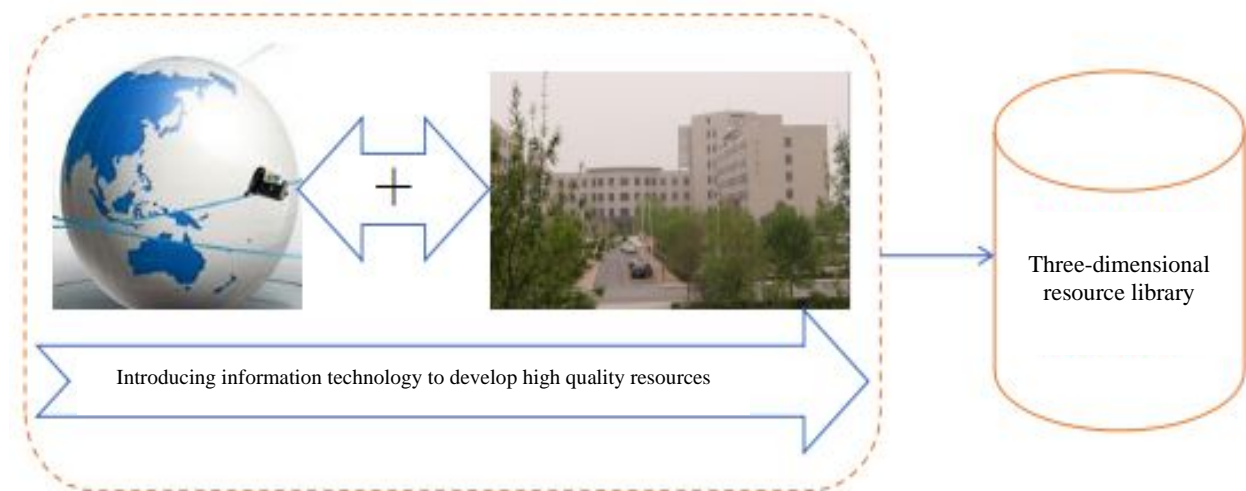 Introducing information technology to develop high quality resources
Three-dimensional
resource library